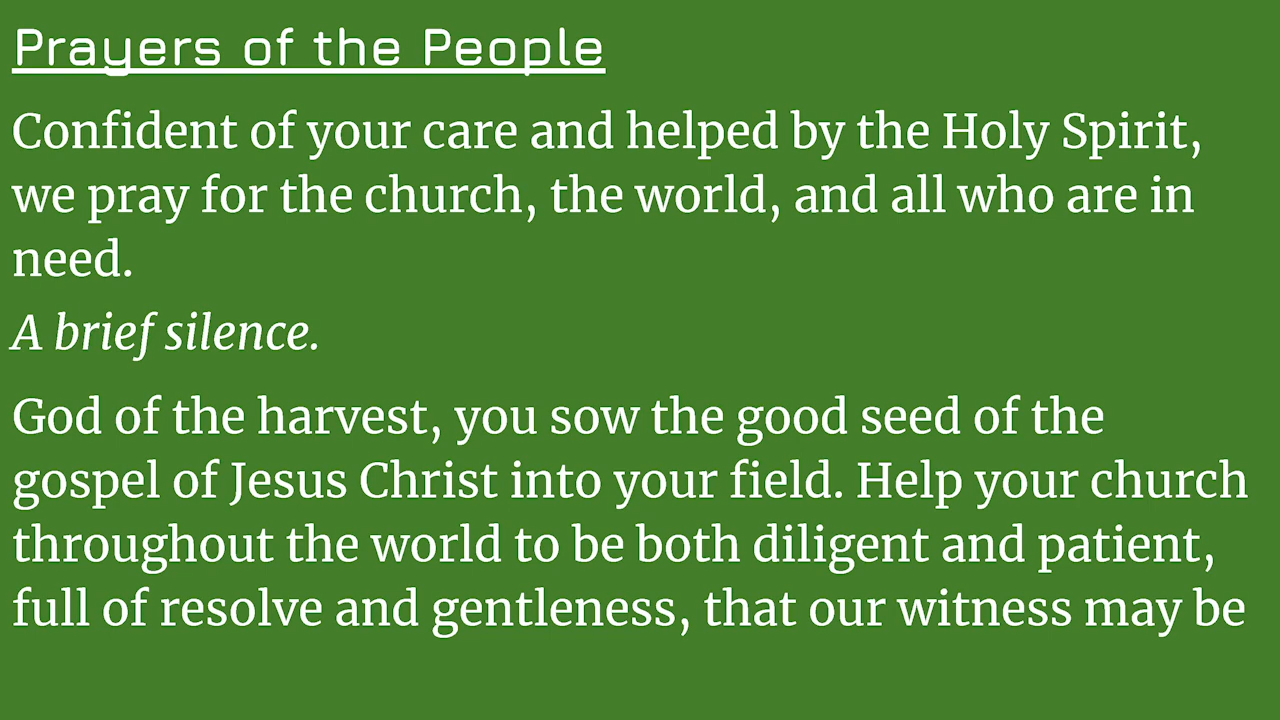 Prayers of the People
Confident of your care and helped by the Holy Spirit,
we pray for the church, the world, and all who are in
need.
A brief silence.
God of the harvest, you sow the good seed of the
gospel of Jesus Christ into your field. Help your church
throughout the world to be both diligent and patient,
full of resolve and gentleness, that our witness may be